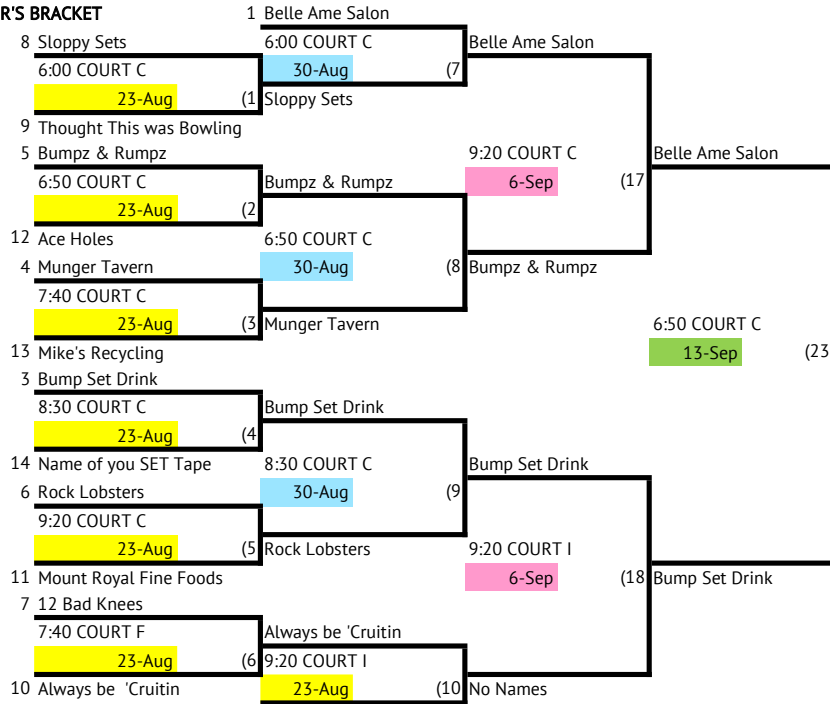 R'S BRACKET
1 Belle Ame Salon
8 Sloppy Sets
6:00 COURT C
Belle Ame Salon
6:00 COURT C
30-Aug
(7
23-Aug
(1
Sloppy Sets
9 Thought This was Bowling
5 Bumpz & Rumpz
9:20 COURT C
Belle Ame Salon
6:50 COURT C
Bumpz & Rumpz
6-Sep
(17
23-Aug
(2
12 Ace Holes
6:50 COURT C
4 Munger Tavern
30-Aug
(8
Bumpz & Rumpz
7:40 COURT C
23-Aug
(3
Munger Tavern
6:50 COURT C
13 Mike's Recycling
13-Sep
(23
3 Bump Set Drink
8:30 COURT C
Bump Set Drink
23-Aug
(4
14 Name of you SET Tape
8:30 COURT C
Bump Set Drink
6 Rock Lobsters
30-Aug
(9
9:20 COURT C
23-Aug
(5
Rock Lobsters
9:20 COURT I
11 Mount Royal Fine Foods
6-Sep
(18
Bump Set Drink
7 12 Bad Knees
7:40 COURT F
Always be 'Cruitin
23-Aug
(6
9:20 COURT I
10 Always be 'Cruitin
23-Aug
(10
No Names